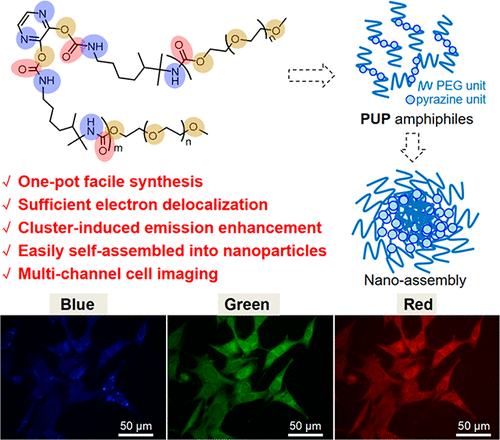 N
N
O
O
O
NH
H
N
O
O
O
O
n
O
NH
H
N
m
O
O
O
O
n
PEG unit
pyrazine unit
PUP amphiphiles
√ One-pot facile synthesis
√ Sufficient electron delocalization
√ Cluster-induced emission enhancement
√ Easily self-assembled into nanoparticles
√ Multi-channel cell imaging
Nano-assembly
Blue
Green
Red
50 µm
50 µm
50 µm